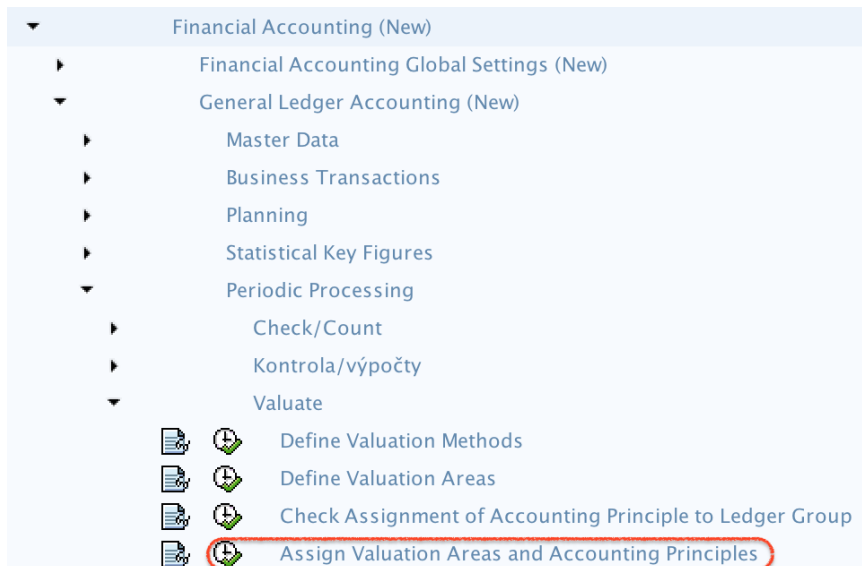 Financial Accounting (New)
Financial Accounting Global Settings (New)
General Ledger Accounting (New)
Master Data
Business Transactions
Planning
Statistical Key Figures
Periodic Processing
Check/Count
Kontrola/výpočty
Valuate
Define Valuation Methods
Define Valuation Areas
Check Assignment of Accounting Principle to Ledger Group
Assign Valuation Areas and Accounting Principles